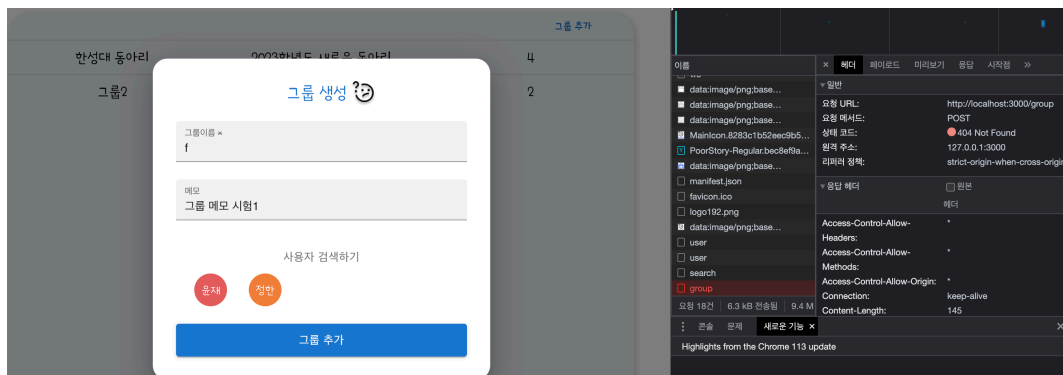 그룹 추가
한성대 동아리 2023학년도 새로운 동아리 4
그룹2 2
그룹 생성
그룹이름 *
f
메모
그룹 메모 시험1
사용자 검색하기
윤재 정한
그룹 추가
이름
ws
data:image/png;base...
data:image/png;base...
data:image/png;base...
MainIcon.8283c1b52eec9b5...
PoorStory-Regular.bec8ef9a...
data:image/png;base...
manifest.json
favicon.ico
logo192.png
data:image/png;base...
user
user
search
group
요청 18건 6.3 kB 전송됨 9.4 M
× 헤더 페이로드 미리보기 응답 시작점 »
▼ 일반
요청 URL: http://localhost:3000/group
요청 메서드: POST
상태 코드: 404 Not Found
원격 주소: 127.0.0.1:3000
리퍼러 정책: strict-origin-when-cross-origin
▼ 응답 헤더 원본
헤더
Access-Control-Allow-Headers: *
Access-Control-Allow-Methods: *
Access-Control-Allow-Origin: *
Connection: keep-alive
Content-Length: 145
콘솔 문제 새로운 기능 ×
Highlights from the Chrome 113 update